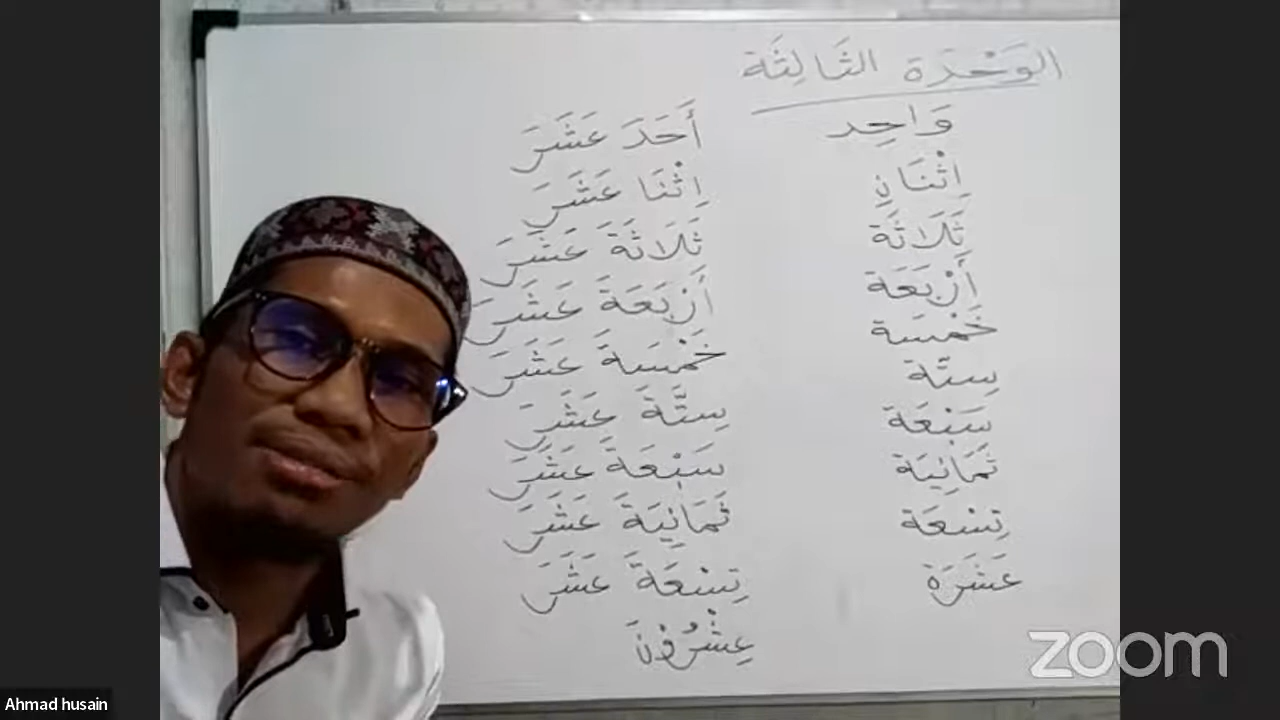 الوَحْدَة الثَالِثَة
وَاحِد
اِثْنَانِ
ثَلَاثَة
أَرْبَعَة
خَمْسَة
سِتَّة
سَبْعَة
ثَمَانِيَة
تِسْعَة
عَشَرَة
أَحَدَ عَشَرَ
اِثْنَا عَشَرَ
ثَلَاثَةَ عَشَرَ
أَرْبَعَةَ عَشَرَ
خَمْسَةَ عَشَرَ
سِتَّةَ عَشَرَ
سَبْعَةَ عَشَرَ
ثَمَانِيَةَ عَشَرَ
تِسْعَةَ عَشَرَ
عِشْرُوْنَ
zoom
Ahmad husain